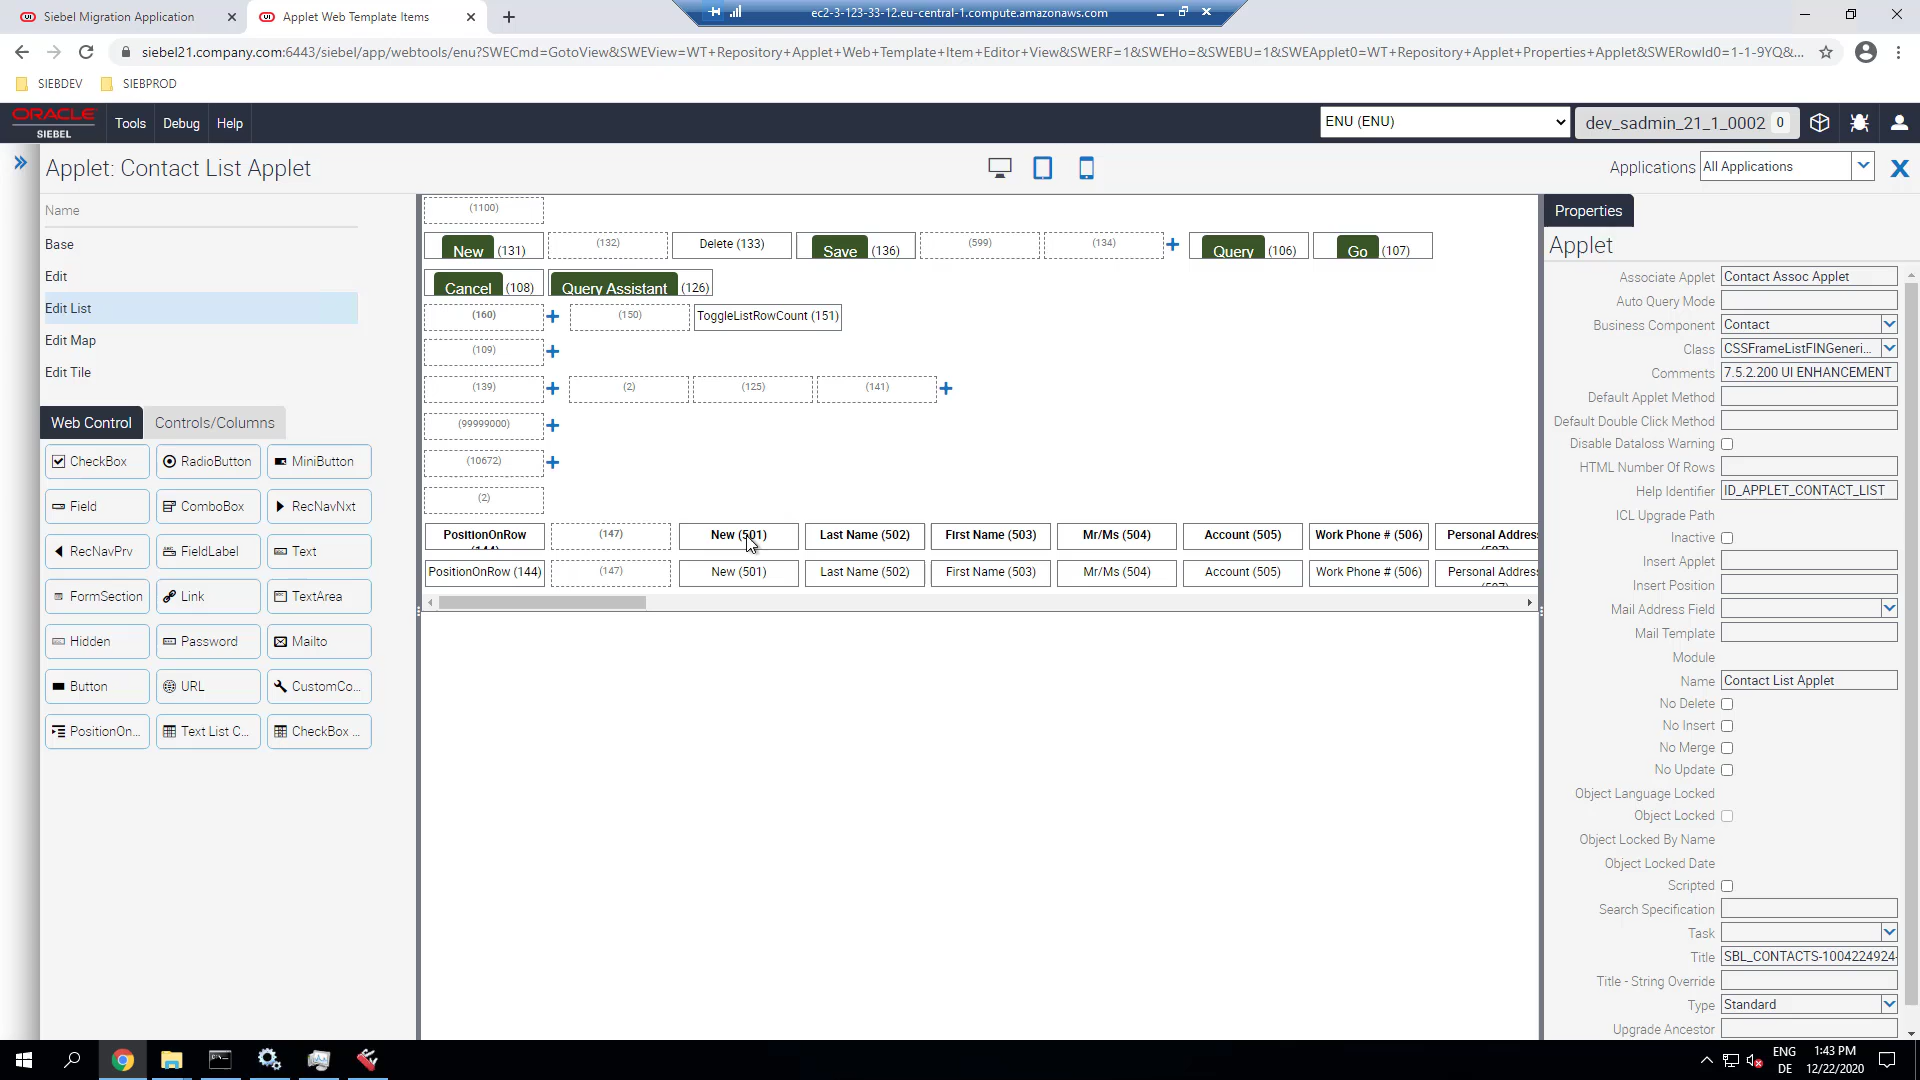 Siebel Migration Application
Applet Web Template Items
ec2-3-123-33-12.eu-central-1.compute.amazonaws.com
siebel21.company.com:6443/siebel/app/webtools/enu?SWECmd=GotoView&SWEView=WT+Repository+Applet+Web+Template+Item+Editor+View&SWERF=1&SWEHo=&SWEBU=1&SWEApplet0=WT+Repository+Applet+Properties+Applet&SWERowId0=1-1-9YQ&...
SIEBDEV SIEBPROD
ORACLE SIEBEL
Tools Debug Help
ENU (ENU)
dev_sadmin_21_1_0002 0
Applet: Contact List Applet
Applications All Applications
X
Name
Base
Edit
Edit List
Edit Map
Edit Tile
Web Control Controls/Columns
CheckBox RadioButton MiniButton
Field ComboBox RecNavNxt
RecNavPrv FieldLabel Text
FormSection Link TextArea
Hidden Password Mailto
Button URL CustomCo...
PositionOn... Text List C... CheckBox ...
(1100)
New (131) (132) Delete (133) Save (136) (599) (134) + Query (106) Go (107)
Cancel (108) Query Assistant (126)
(160) + (150) ToggleListRowCount (151)
(109) +
(139) + (2) (125) (141) +
(99999000) +
(10672) +
(2)
PositionOnRow (144) (147) New (501) Last Name (502) First Name (503) Mr/Ms (504) Account (505) Work Phone # (506) Personal Address (507)
PositionOnRow (144) (147) New (501) Last Name (502) First Name (503) Mr/Ms (504) Account (505) Work Phone # (506) Personal Address (507)
Properties
Applet
Associate Applet Contact Assoc Applet
Auto Query Mode
Business Component Contact
Class CSSFrameListFINGeneri...
Comments 7.5.2.200 UI ENHANCEMENT
Default Applet Method
Default Double Click Method
Disable Dataloss Warning
HTML Number Of Rows
Help Identifier ID_APPLET_CONTACT_LIST
ICL Upgrade Path
Inactive
Insert Applet
Insert Position
Mail Address Field
Mail Template
Module
Name Contact List Applet
No Delete
No Insert
No Merge
No Update
Object Language Locked
Object Locked
Object Locked By Name
Object Locked Date
Scripted
Search Specification
Task
Title SBL_CONTACTS-1004224924-
Title - String Override
Type Standard
Upgrade Ancestor
ENG
DE
1:43 PM
12/22/2020